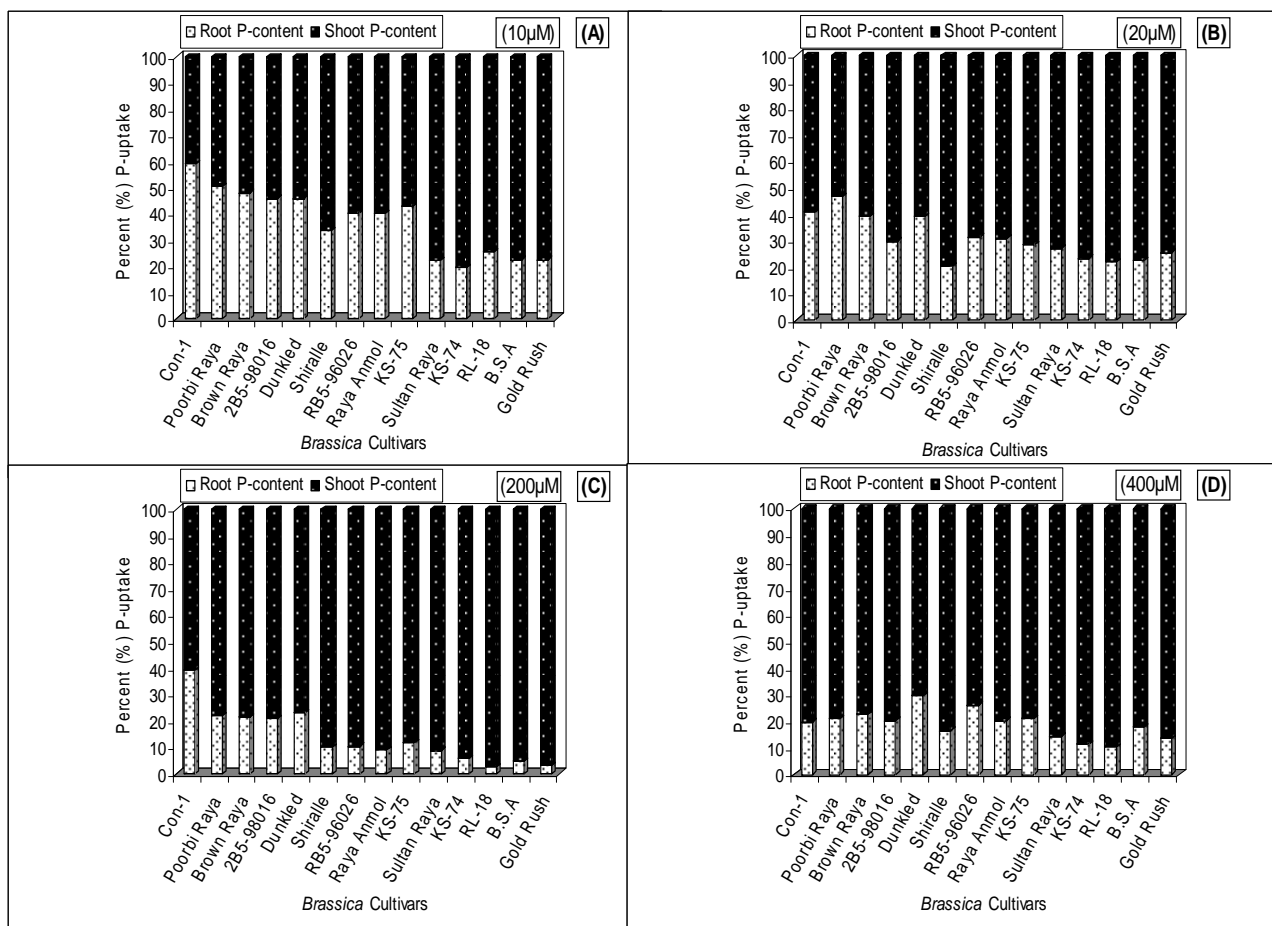 Root P-content Shoot P-content (10µM) (A)
Percent (%) P-uptake
100
90
80
70
60
50
40
30
20
10
0
Con-1
Poorbi Raya
Brown Raya
2B5-98016
Dunkled
Shiralle
RB5-96026
Raya Anmol
KS-75
Sultan Raya
KS-74
RL-18
B.S.A
Gold Rush
Brassica Cultivars
Root P-content Shoot P-content (20µM) (B)
Percent (%) P-uptake
100
90
80
70
60
50
40
30
20
10
0
Con-1
Poorbi Raya
Brown Raya
2B5-98016
Dunkled
Shiralle
RB5-96026
Raya Anmol
KS-75
Sultan Raya
KS-74
RL-18
B.S.A
Gold Rush
Brassica Cultivars
Root P-content Shoot P-content (200µM (C)
Percent (%) P-uptake
100
90
80
70
60
50
40
30
20
10
0
Con-1
Poorbi Raya
Brown Raya
2B5-98016
Dunkled
Shiralle
RB5-96026
Raya Anmol
KS-75
Sultan Raya
KS-74
RL-18
B.S.A
Gold Rush
Brassica Cultivars
Root P-content Shoot P-content (400µM (D)
Percent (%) P-uptake
100
90
80
70
60
50
40
30
20
10
0
Con-1
Poorbi Raya
Brown Raya
2B5-98016
Dunkled
Shiralle
RB5-96026
Raya Anmol
KS-75
Sultan Raya
KS-74
RL-18
B.S.A
Gold Rush
Brassica Cultivars